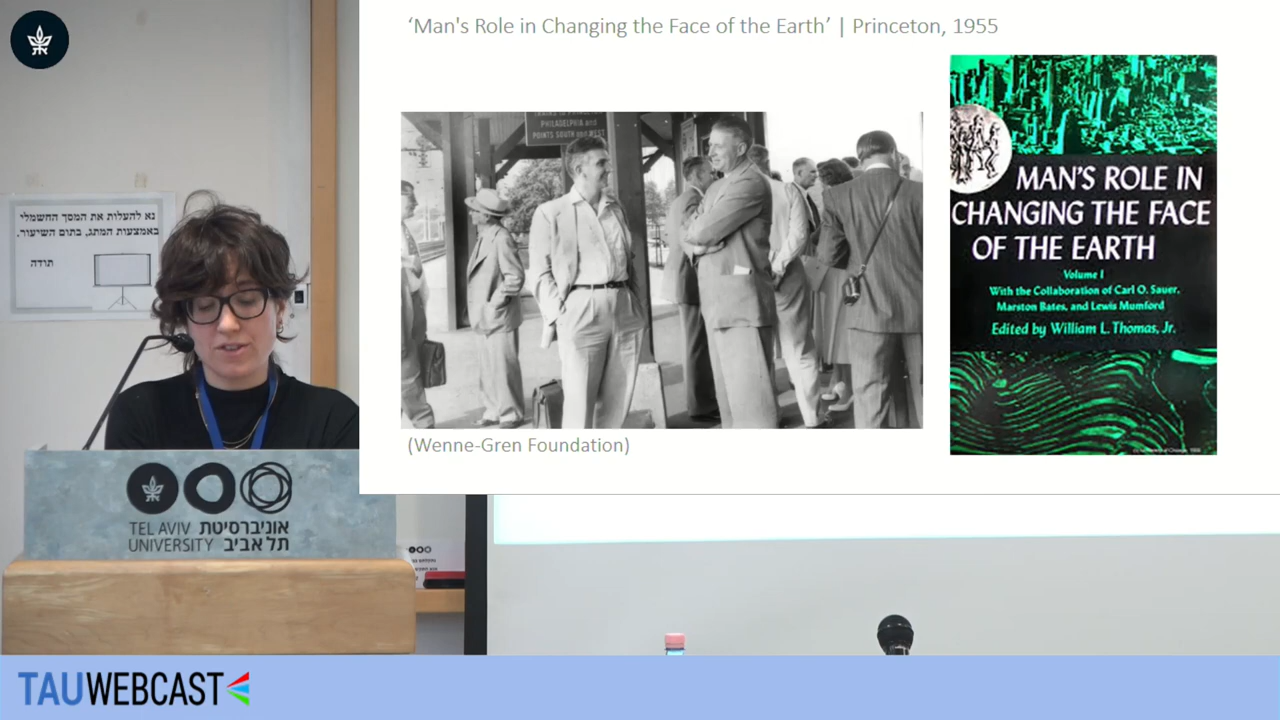 ‘Man's Role in Changing the Face of the Earth’ | Princeton, 1955
PHILADELPHIA and
POINTS SOUTH and WEST
MAN'S ROLE IN
CHANGING THE FACE
OF THE EARTH
Volume I
With the Collaboration of Carl O. Sauer,
Marston Bates, and Lewis Mumford
Edited by William L. Thomas, Jr.
(Wenne-Gren Foundation)
נא להעלות את המסך החשמלי
באמצעות המתג, בתום השיעור.
תודה
TEL AVIV אוניברסיטת
UNIVERSITY תל אביב
TAUWEBCAST